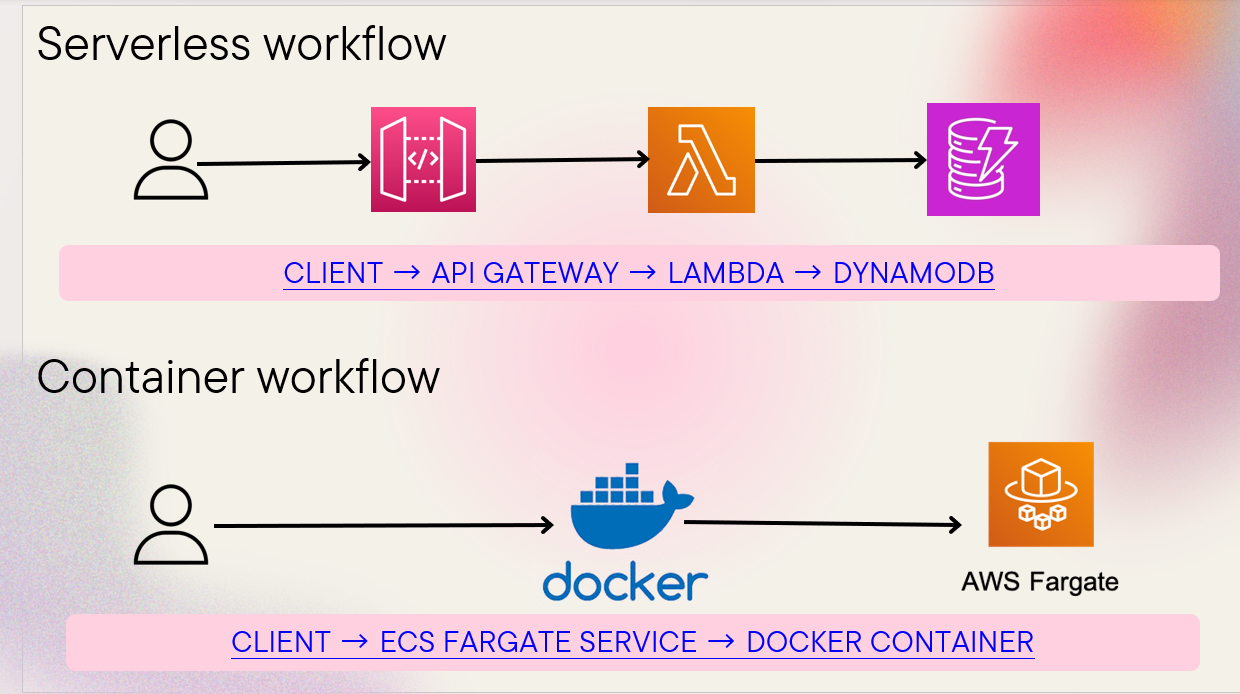 Serverless workflow
</>
CLIENT → API GATEWAY → LAMBDA → DYNAMODB
Container workflow
docker
AWS Fargate
CLIENT → ECS FARGATE SERVICE → DOCKER CONTAINER